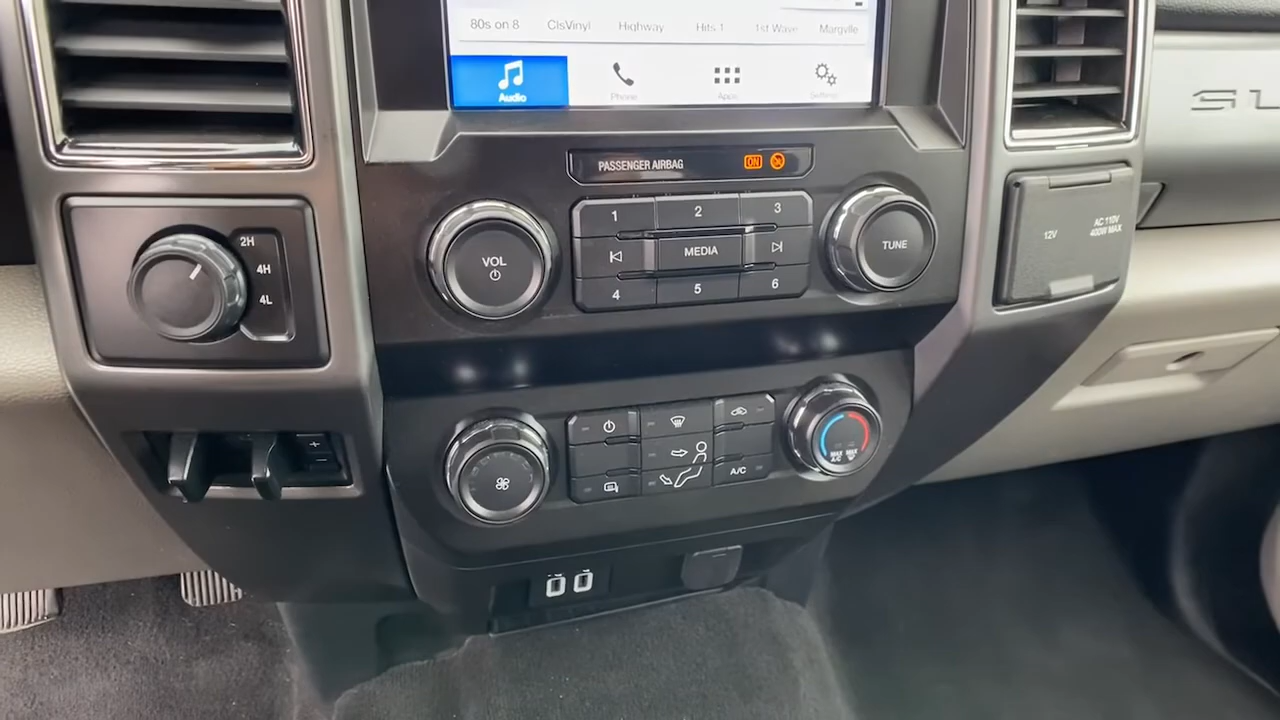 80s on 8 ClsVinyl Highway Hits 1 1st Wave Margvlle
Audio Phone Apps Settings
PASSENGER AIRBAG ON
2H
4H
4L
VOL
1 2 3
MEDIA
4 5 6
TUNE
12V
AC 110V
400W MAX
A/C
MAX A/C MAX